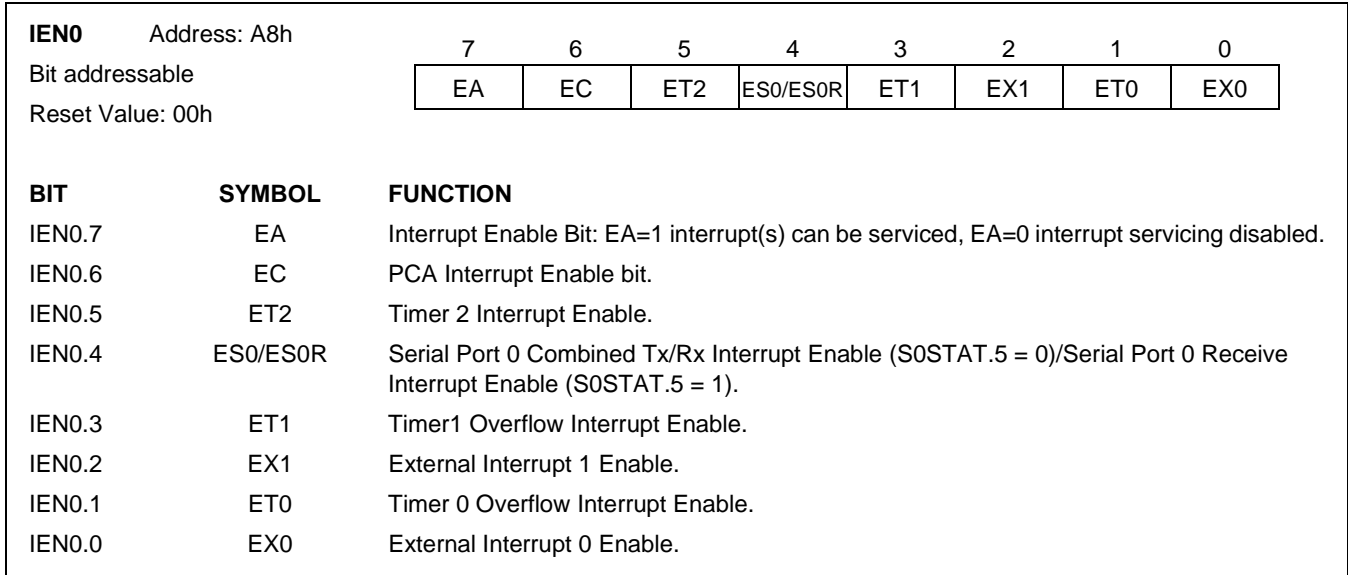 IEN0 Address: A8h
7 6 5 4 3 2 1 0
Bit addressable
EA EC ET2 ES0/ES0R ET1 EX1 ET0 EX0
Reset Value: 00h
BIT SYMBOL FUNCTION
IEN0.7 EA Interrupt Enable Bit: EA=1 interrupt(s) can be serviced, EA=0 interrupt servicing disabled.
IEN0.6 EC PCA Interrupt Enable bit.
IEN0.5 ET2 Timer 2 Interrupt Enable.
IEN0.4 ES0/ES0R Serial Port 0 Combined Tx/Rx Interrupt Enable (S0STAT.5 = 0)/Serial Port 0 Receive
Interrupt Enable (S0STAT.5 = 1).
IEN0.3 ET1 Timer1 Overflow Interrupt Enable.
IEN0.2 EX1 External Interrupt 1 Enable.
IEN0.1 ET0 Timer 0 Overflow Interrupt Enable.
IEN0.0 EX0 External Interrupt 0 Enable.